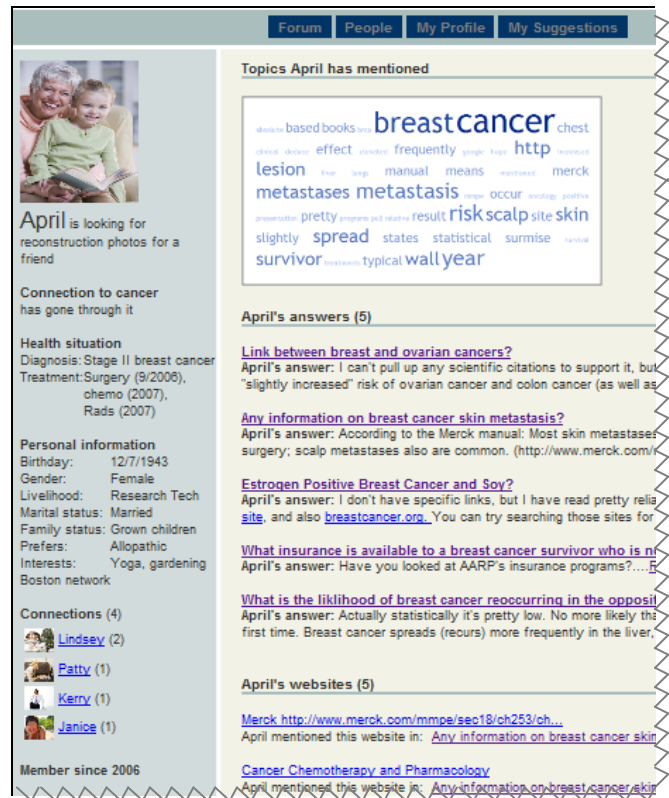 Forum People My Profile My Suggestions
April is looking for
reconstruction photos for a
friend
Connection to cancer
has gone through it
Health situation
Diagnosis: Stage II breast cancer
Treatment: Surgery (9/2006),
chemo (2007),
Rads (2007)
Personal information
Birthday: 12/7/1943
Gender: Female
Livelihood: Research Tech
Marital status: Married
Family status: Grown children
Prefers: Allopathic
Interests: Yoga, gardening
Boston network
Connections (4)
Lindsey (2)
Patty (1)
Kerry (1)
Janice (1)
Member since 2006
Topics April has mentioned
based books breast cancer chest
effect frequently http
lesion manual means merck
metastases metastasis occur
pretty result risk scalp site skin
slightly spread states statistical surmise
survivor typical wall year
April's answers (5)
Link between breast and ovarian cancers?
April's answer: I can't pull up any scientific citations to support it, but
"slightly increased" risk of ovarian cancer and colon cancer (as well as
Any information on breast cancer skin metastasis?
April's answer: According to the Merck manual: Most skin metastases
surgery; scalp metastases also are common. (http://www.merck.com/
Estrogen Positive Breast Cancer and Soy?
April's answer: I don't have specific links, but I have read pretty relia
site, and also breastcancer.org. You can try searching those sites for
What insurance is available to a breast cancer survivor who is
April's answer: Have you looked at AARP's insurance programs?....
What is the liklihood of breast cancer reoccurring in the opposit
April's answer: Actually statistically it's pretty low. No more likely tha
first time. Breast cancer spreads (recurs) more frequently in the liver,
April's websites (5)
Merck http://www.merck.com/mmpe/sec18/ch253/ch...
April mentioned this website in: Any information on breast cancer skin
Cancer Chemotherapy and Pharmacology
April mentioned this website in: Any information on breast cancer skin